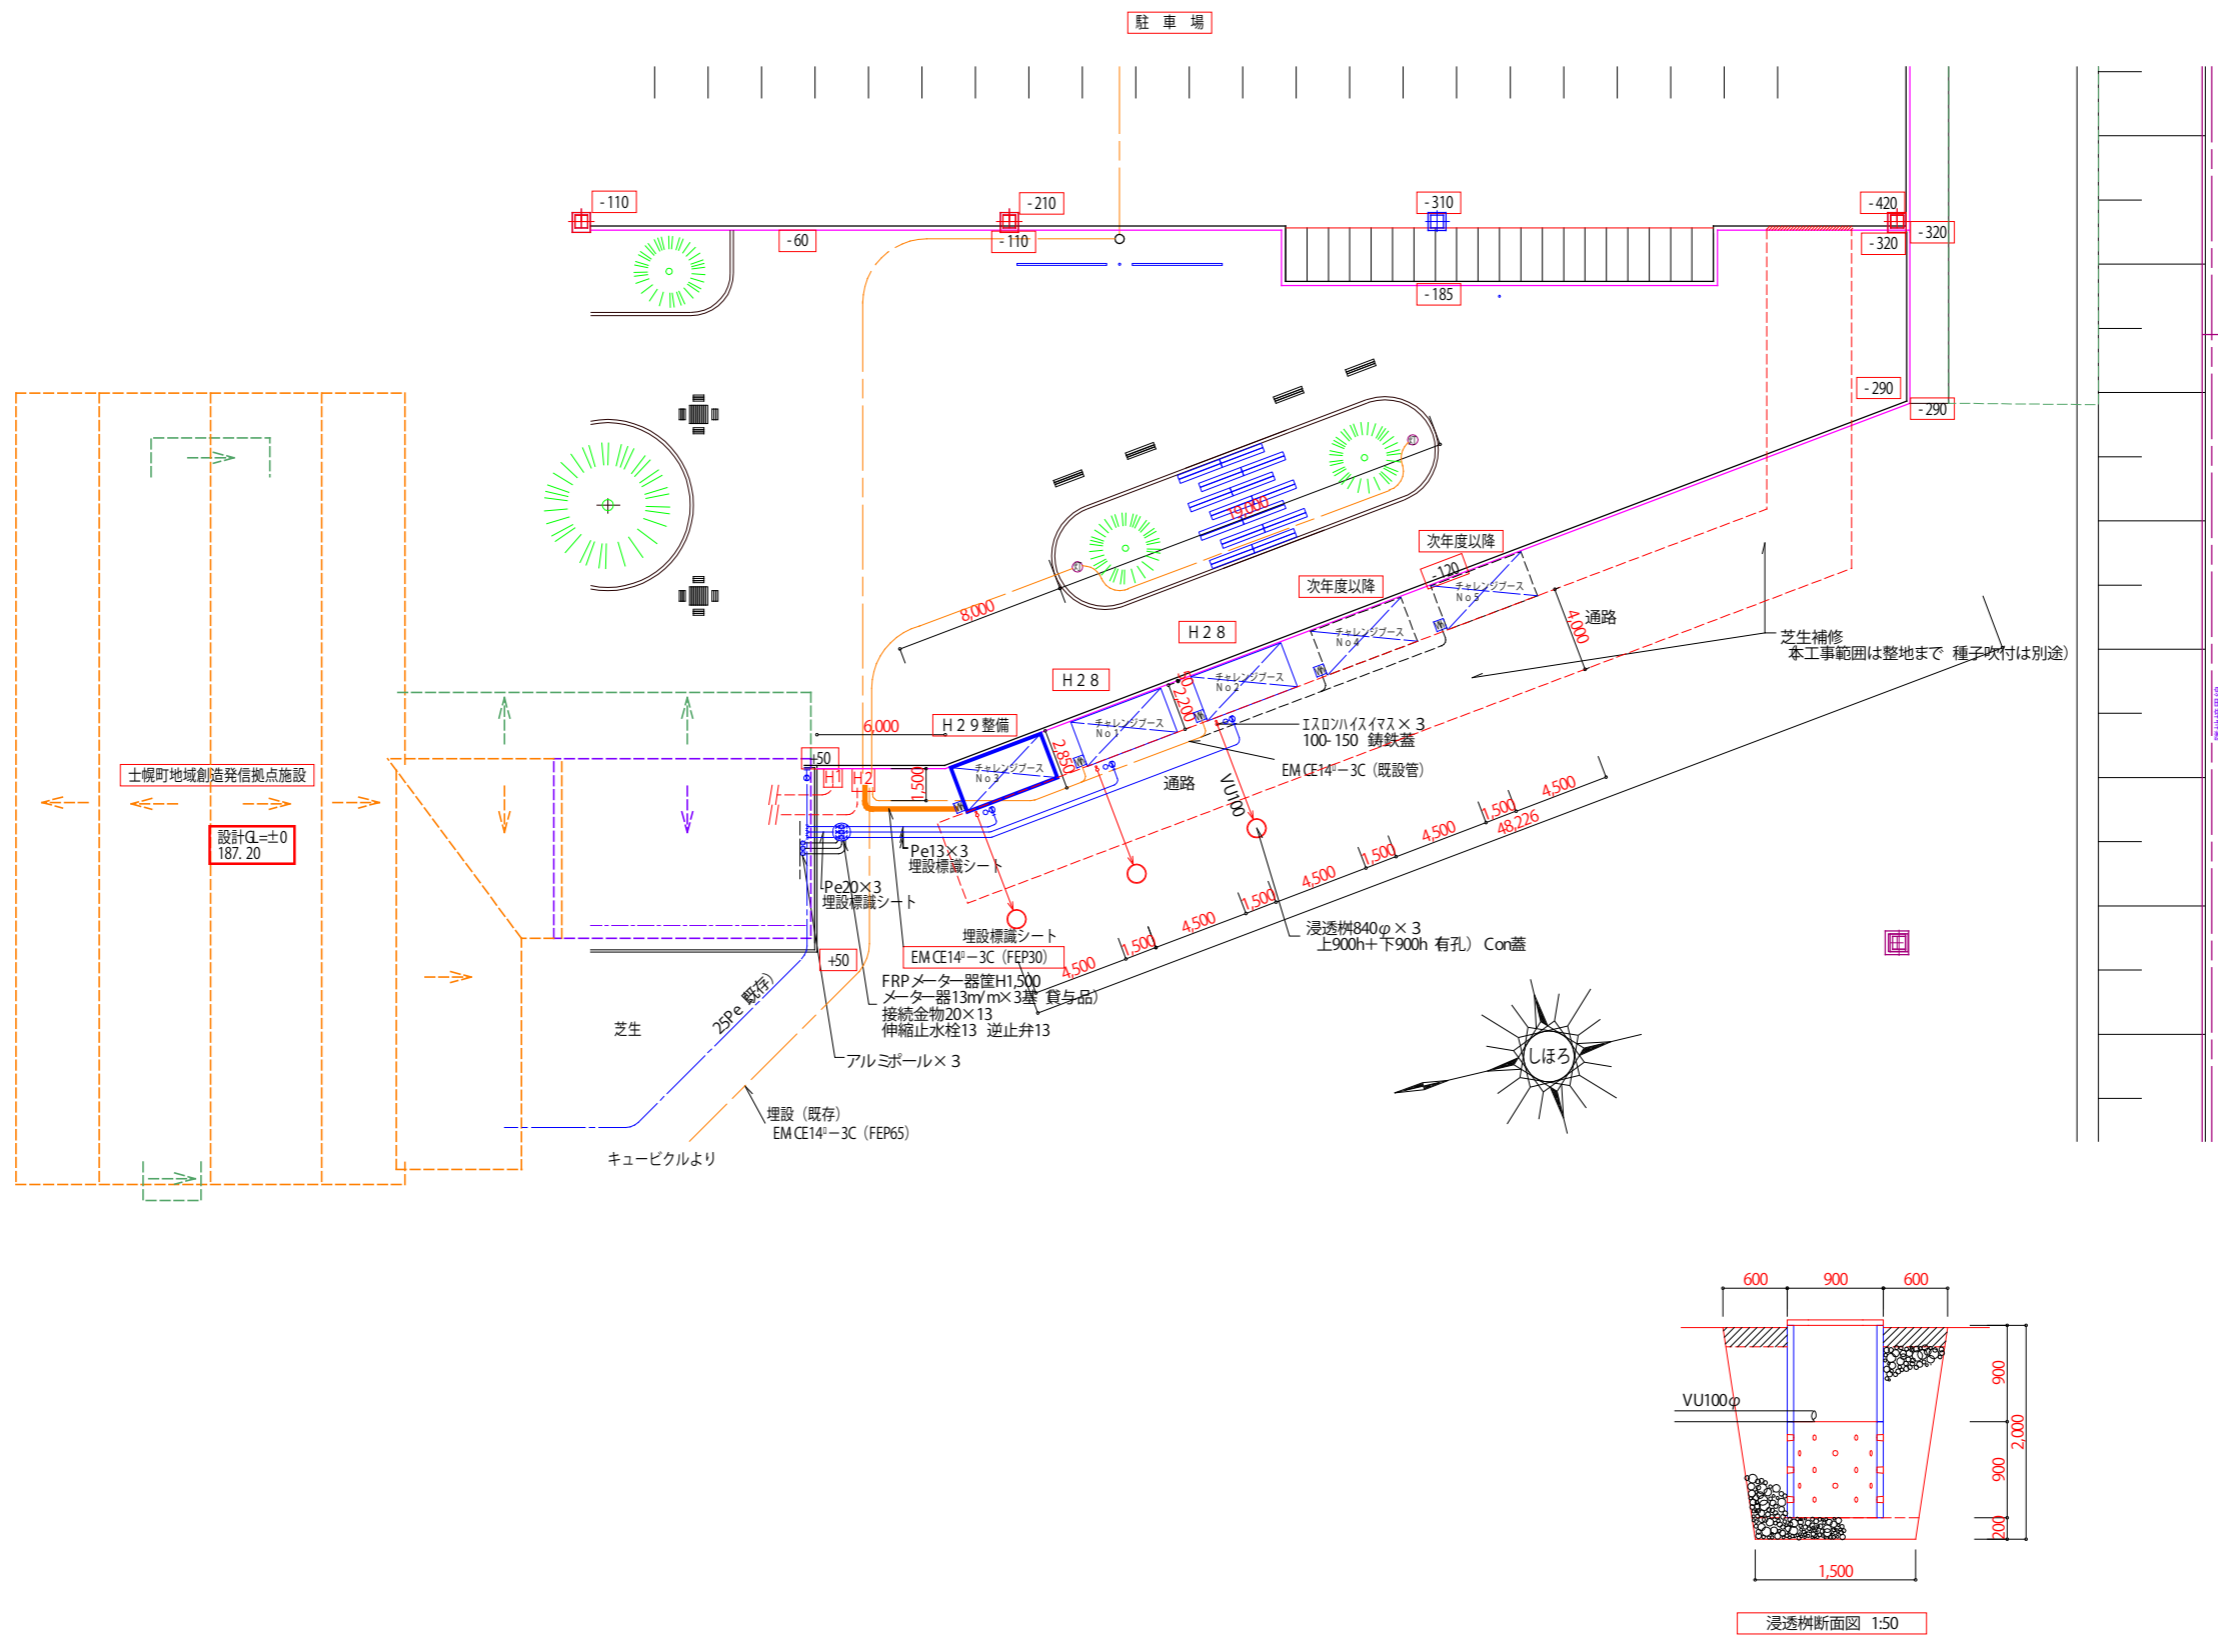 駐 車 場
-110
-210
-310
-420
-60
-110
-320
-320
-185
-290
-290
19,000
次年度以降
-120
チャレンジブース
No5
次年度以降
チャレンジブース
No4
8,000
4,000
通路
芝生補修
本工事範囲は整地まで 種子吹付は別途)
H28
チャレンジブース
No2
H28
チャレンジブース
No1
50
2,200
6,000
H29整備
チャレンジブース
No3
2,850
エスロンハイスイマス×3
100-150 鋳鉄蓋
EMCE14□-3C(既設管)
通路
VU100
+50
H1
H2
1,500
士幌町地域創造発信拠点施設
設計GL=±0
187.20
Pe13×3
埋設標識シート
Pe20×3
埋設標識シート
4,500
1,500
4,500
1,500
4,500
1,500
4,500
1,500
4,500
48,226
浸透桝840φ×3
上900h+下900h 有孔) Con蓋
埋設標識シート
EMCE14□-3C(FEP30)
+50
FRPメーター器筐H1,500
メーター器13m/m×3基 貸与品)
接続金物20×13
伸縮止水栓13 逆止弁13
アルミポール×3
25Pe 既存)
芝生
埋設(既存)
EMCE14□-3C(FEP65)
キュービクルより
しほろ
600
900
600
VU100φ
900
900
200
2,000
1,500
浸透桝断面図 1:50